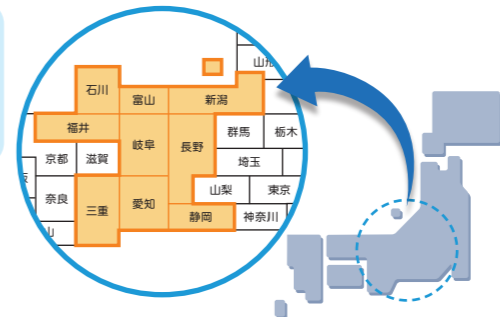 石川
富山
新潟
福井
岐阜
長野
群馬
栃木
京都
滋賀
埼玉
奈良
山梨
東京
三重
愛知
静岡
神奈川
山